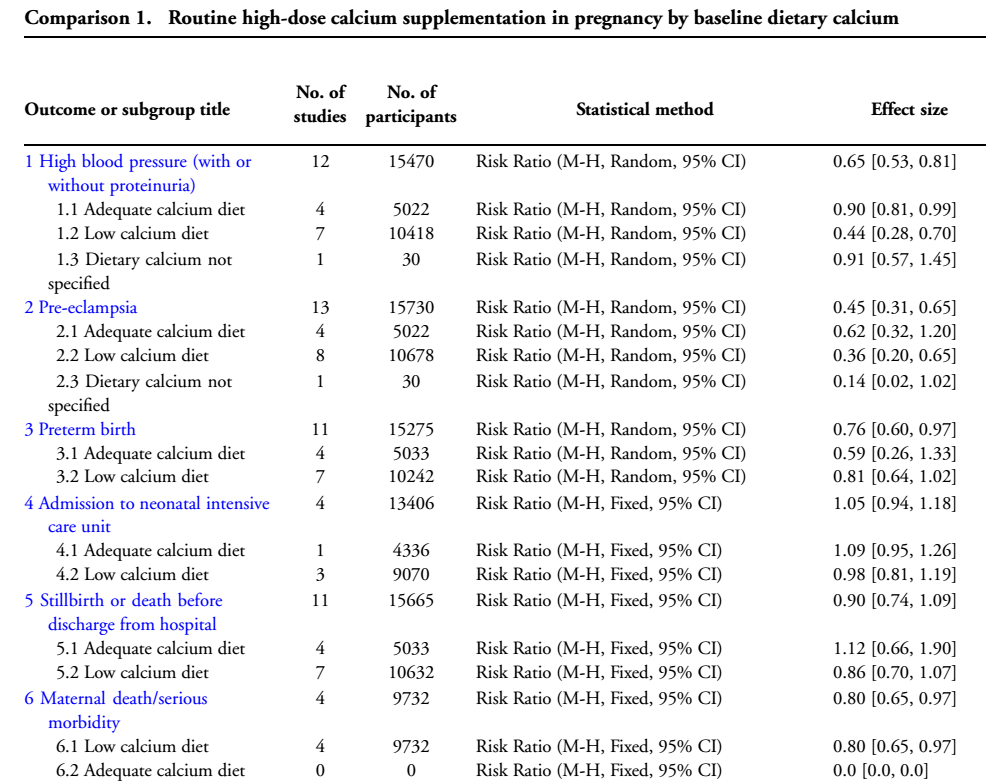 Comparison 1. Routine high-dose calcium supplementation in pregnancy by baseline dietary calcium
Outcome or subgroup title No. of studies No. of participants Statistical method Effect size
1 High blood pressure (with or 12 15470 Risk Ratio (M-H, Random, 95% CI) 0.65 [0.53, 0.81]
without proteinuria)
1.1 Adequate calcium diet 4 5022 Risk Ratio (M-H, Random, 95% CI) 0.90 [0.81, 0.99]
1.2 Low calcium diet 7 10418 Risk Ratio (M-H, Random, 95% CI) 0.44 [0.28, 0.70]
1.3 Dietary calcium not 1 30 Risk Ratio (M-H, Random, 95% CI) 0.91 [0.57, 1.45]
specified
2 Pre-eclampsia 13 15730 Risk Ratio (M-H, Random, 95% CI) 0.45 [0.31, 0.65]
2.1 Adequate calcium diet 4 5022 Risk Ratio (M-H, Random, 95% CI) 0.62 [0.32, 1.20]
2.2 Low calcium diet 8 10678 Risk Ratio (M-H, Random, 95% CI) 0.36 [0.20, 0.65]
2.3 Dietary calcium not 1 30 Risk Ratio (M-H, Random, 95% CI) 0.14 [0.02, 1.02]
specified
3 Preterm birth 11 15275 Risk Ratio (M-H, Random, 95% CI) 0.76 [0.60, 0.97]
3.1 Adequate calcium diet 4 5033 Risk Ratio (M-H, Random, 95% CI) 0.59 [0.26, 1.33]
3.2 Low calcium diet 7 10242 Risk Ratio (M-H, Random, 95% CI) 0.81 [0.64, 1.02]
4 Admission to neonatal intensive 4 13406 Risk Ratio (M-H, Fixed, 95% CI) 1.05 [0.94, 1.18]
care unit
4.1 Adequate calcium diet 1 4336 Risk Ratio (M-H, Fixed, 95% CI) 1.09 [0.95, 1.26]
4.2 Low calcium diet 3 9070 Risk Ratio (M-H, Fixed, 95% CI) 0.98 [0.81, 1.19]
5 Stillbirth or death before 11 15665 Risk Ratio (M-H, Fixed, 95% CI) 0.90 [0.74, 1.09]
discharge from hospital
5.1 Adequate calcium diet 4 5033 Risk Ratio (M-H, Fixed, 95% CI) 1.12 [0.66, 1.90]
5.2 Low calcium diet 7 10632 Risk Ratio (M-H, Fixed, 95% CI) 0.86 [0.70, 1.07]
6 Maternal death/serious 4 9732 Risk Ratio (M-H, Fixed, 95% CI) 0.80 [0.65, 0.97]
morbidity
6.1 Low calcium diet 4 9732 Risk Ratio (M-H, Fixed, 95% CI) 0.80 [0.65, 0.97]
6.2 Adequate calcium diet 0 0 Risk Ratio (M-H, Fixed, 95% CI) 0.0 [0.0, 0.0]